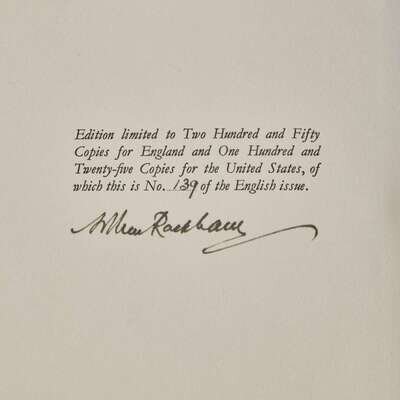 Edition limited to Two Hundred and Fifty
Copies for England and One Hundred and
Twenty-five Copies for the United States, of
which this is No. 139 of the English issue.
Arthur Rackham